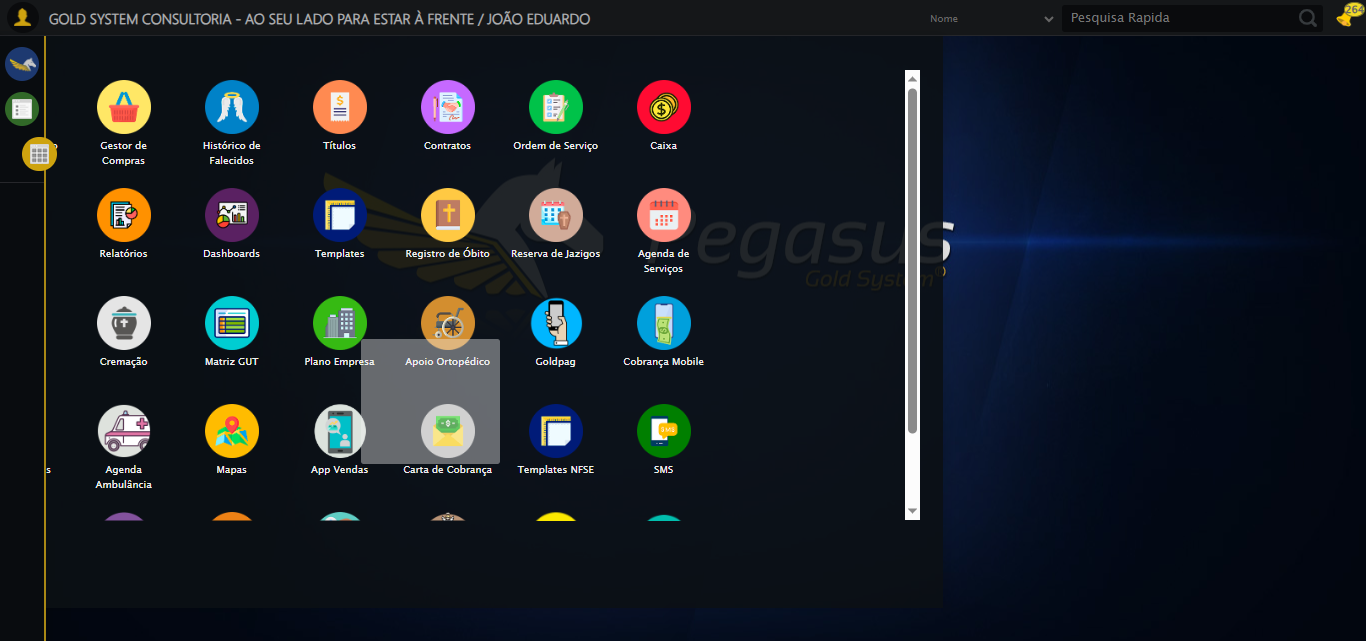 GOLD SYSTEM CONSULTORIA - AO SEU LADO PARA ESTAR À FRENTE / JOÃO EDUARDO
Nome
Pesquisa Rapida
264
Gestor de
Compras
Histórico de
Falecidos
Títulos
Contratos
Ordem de Serviço
Caixa
Relatórios
Dashboards
Templates
Registro de Óbito
Reserva de Jazigos
Agenda de
Serviços
Pegasus
Gold System
Cremação
Matriz GUT
Plano Empresa
Apoio Ortopédico
Goldpag
Cobrança Mobile
s
Agenda
Ambulância
Mapas
App Vendas
Carta de Cobrança
Templates NFSE
SMS
SMS